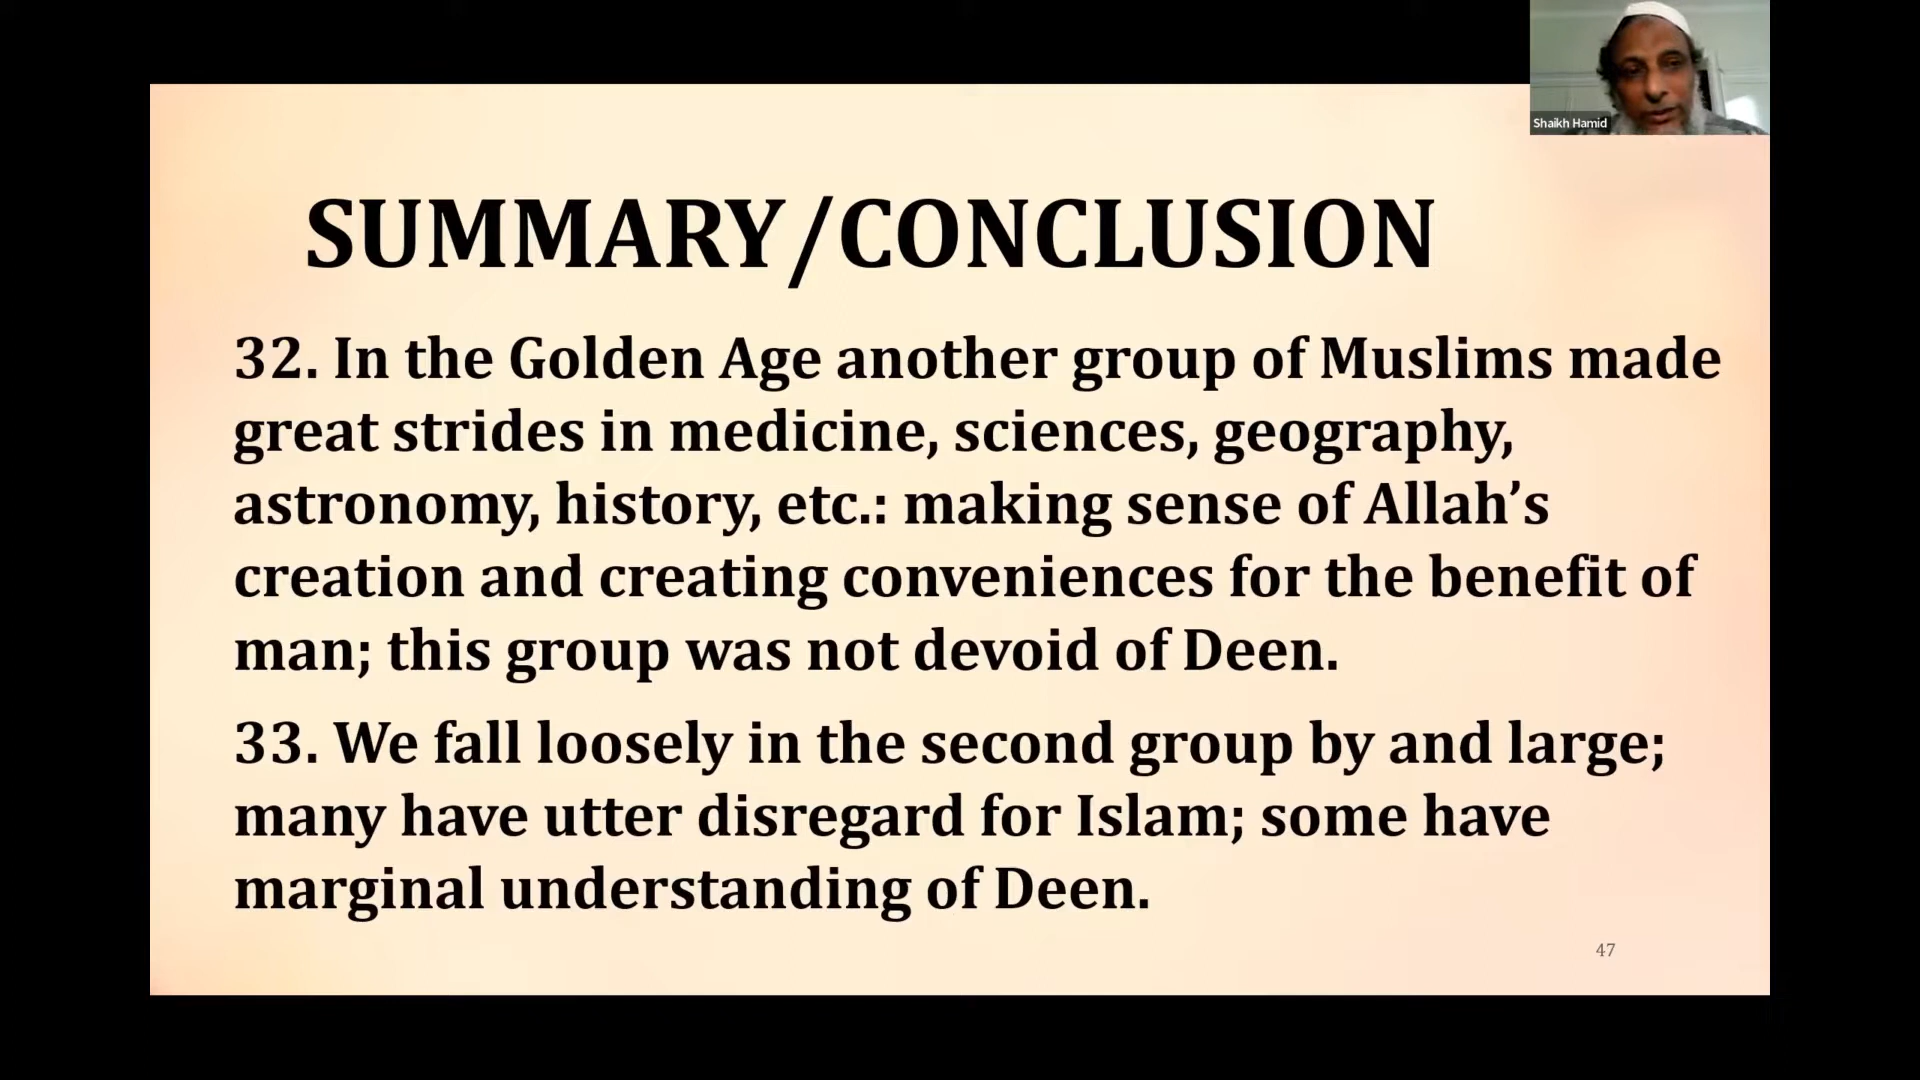 Shaikh Hamid
SUMMARY/CONCLUSION
32. In the Golden Age another group of Muslims made
great strides in medicine, sciences, geography,
astronomy, history, etc.: making sense of Allah’s
creation and creating conveniences for the benefit of
man; this group was not devoid of Deen.
33. We fall loosely in the second group by and large;
many have utter disregard for Islam; some have
marginal understanding of Deen.
47